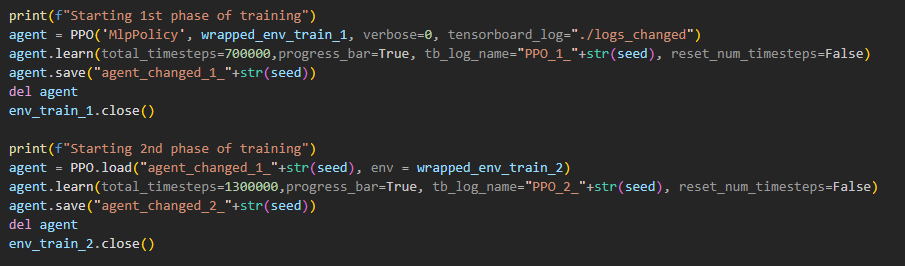 print(f"Starting 1st phase of training")
agent = PPO('MlpPolicy', wrapped_env_train_1, verbose=0, tensorboard_log="./logs_changed")
agent.learn(total_timesteps=700000,progress_bar=True, tb_log_name="PPO_1_"+str(seed), reset_num_timesteps=False)
agent.save("agent_changed_1_"+str(seed))
del agent
env_train_1.close()
print(f"Starting 2nd phase of training")
agent = PPO.load("agent_changed_1_"+str(seed), env = wrapped_env_train_2)
agent.learn(total_timesteps=1300000,progress_bar=True, tb_log_name="PPO_2_"+str(seed), reset_num_timesteps=False)
agent.save("agent_changed_2_"+str(seed))
del agent
env_train_2.close()